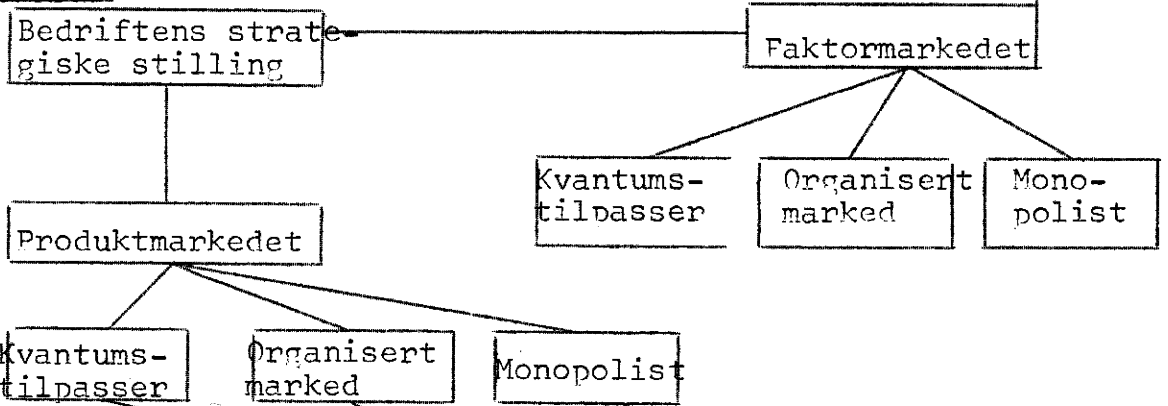 Bedriftens strate-
giske stilling
Faktormarkedet
Kvantums-
tilpasser
Organisert
marked
Mono-
polist
Produktmarkedet
Kvantums-
tilpasser
Organisert
marked
Monopolist